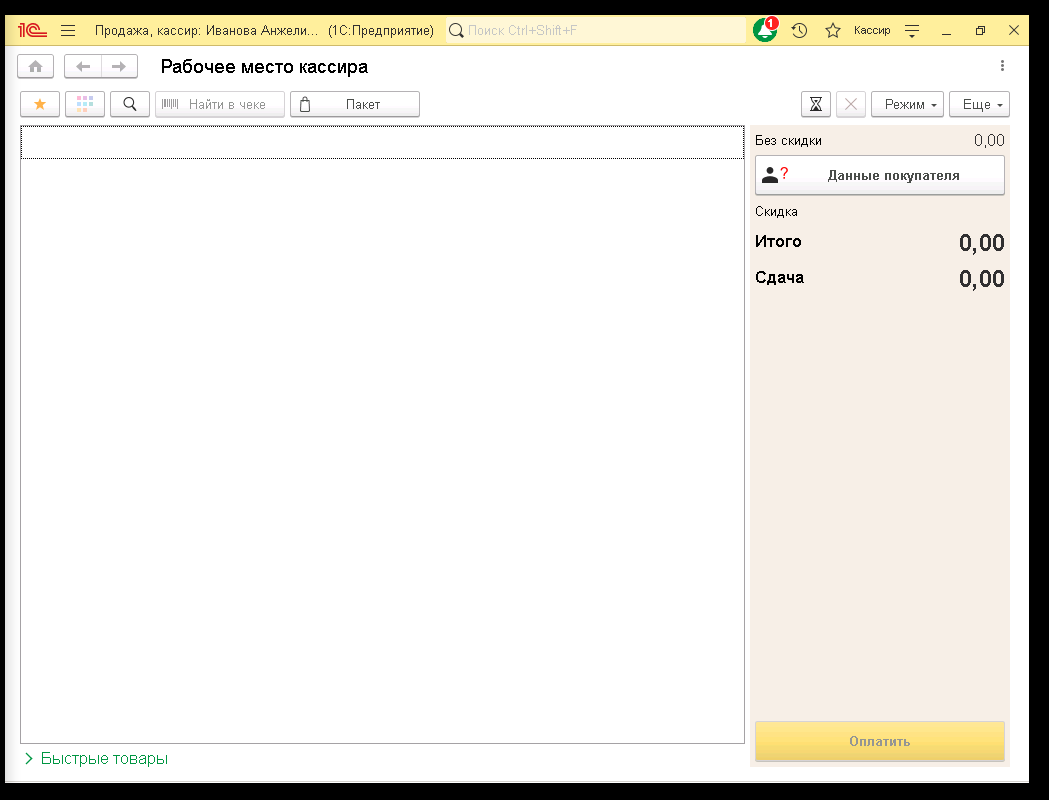 1С Продажа, кассир: Иванова Анжели... (1С:Предприятие) Поиск Ctrl+Shift+F 1 Кассир
Рабочее место кассира
Найти в чеке Пакет Режим Еще
Без скидки 0,00
? Данные покупателя
Скидка
Итого 0,00
Сдача 0,00
Оплатить
Быстрые товары